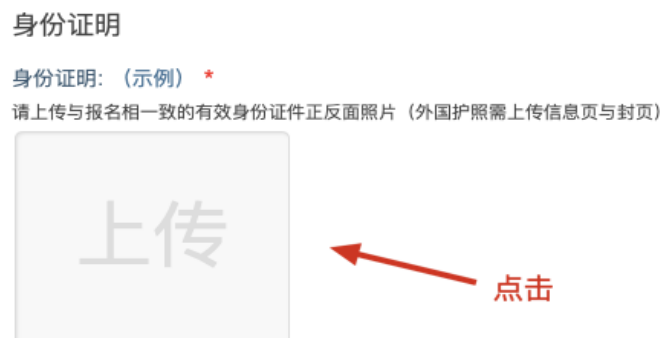 身份证明
身份证明: （示例） *
请上传与报名相一致的有效身份证件正反面照片（外国护照需上传信息页与封页）
上传
点击